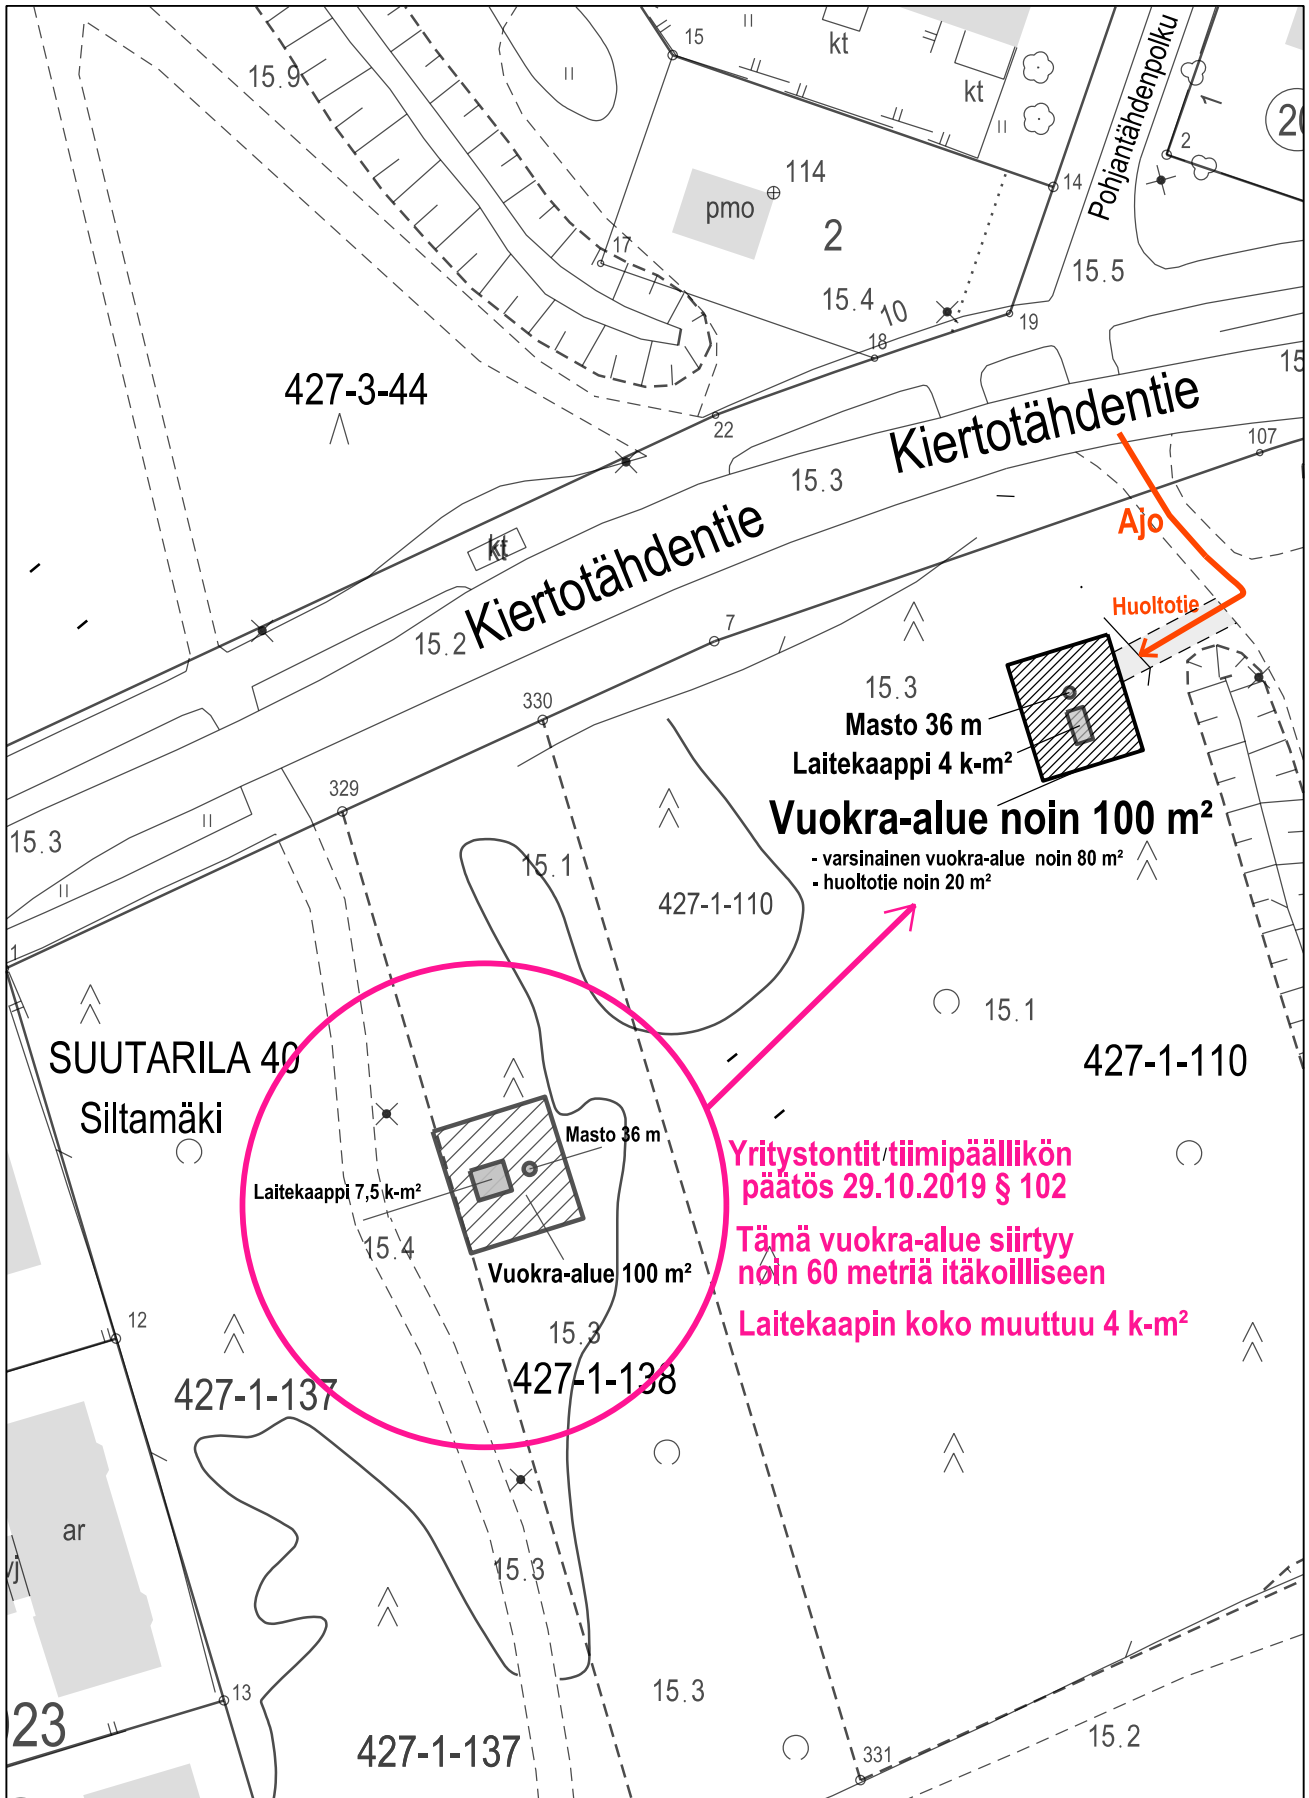 15
kt
kt
15.9
Pohjantähdenpolku
1
2
114
14
pmo
2
17
15.5
15.4
10
19
18
15
427-3-44
22
Kiertotähdentie
107
15.3
Ajo
kt
Kiertotähdentie
Huoltotie
7
15.2
15.3
330
Masto 36 m
Laitekaappi 4 k-m²
329
Vuokra-alue noin 100 m²
15.3
- varsinainen vuokra-alue noin 80 m²
15.1
- huoltotie noin 20 m²
427-1-110
1
15.1
SUUTARILA 40
427-1-110
Siltamäki
Masto 36 m
Yritystontit tiimipäällikön
päätös 29.10.2019 § 102
Laitekaappi 7,5 k-m²
Tämä vuokra-alue siirtyy
15.4
noin 60 metriä itäkoilliseen
Vuokra-alue 100 m²
Laitekaapin koko muuttuu 4 k-m²
12
15.3
427-1-138
427-1-137
ar
15.3
15.3
13
23
15.2
427-1-137
331